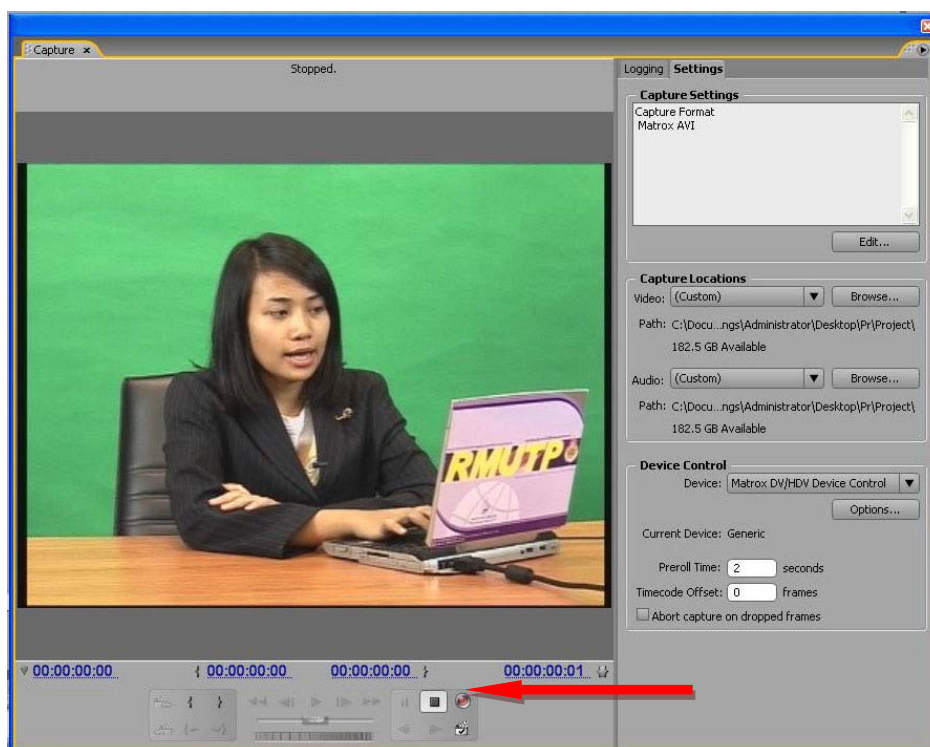 Capture x
Stopped.
Logging Settings
Capture Settings
Capture Format
Matrox AVI
Edit...
Capture Locations
Video: (Custom) Browse...
Path: C:\Docu...ngs\Administrator\Desktop\Pr\Project\
182.5 GB Available
Audio: (Custom) Browse...
Path: C:\Docu...ngs\Administrator\Desktop\Pr\Project\
182.5 GB Available
Device Control
Device: Matrox DV/HDV Device Control
Options...
Current Device: Generic
Preroll Time: 2 seconds
Timecode Offset: 0 frames
Abort capture on dropped frames
RMUTP
00:00:00:00 { 00:00:00:00 00:00:00:00 } 00:00:00:01